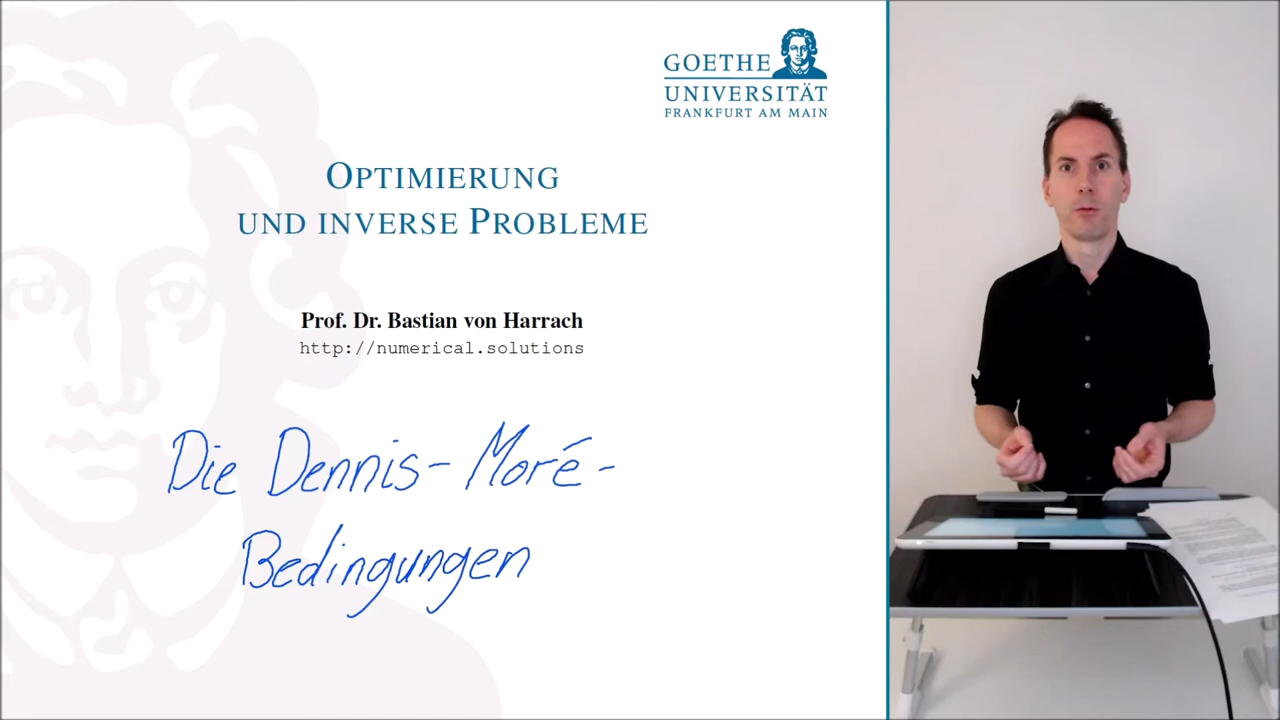 GOETHE
UNIVERSITÄT
FRANKFURT AM MAIN
OPTIMIERUNG
UND INVERSE PROBLEME
Prof. Dr. Bastian von Harrach
http://numerical.solutions
Die Dennis-Moré-
Bedingungen